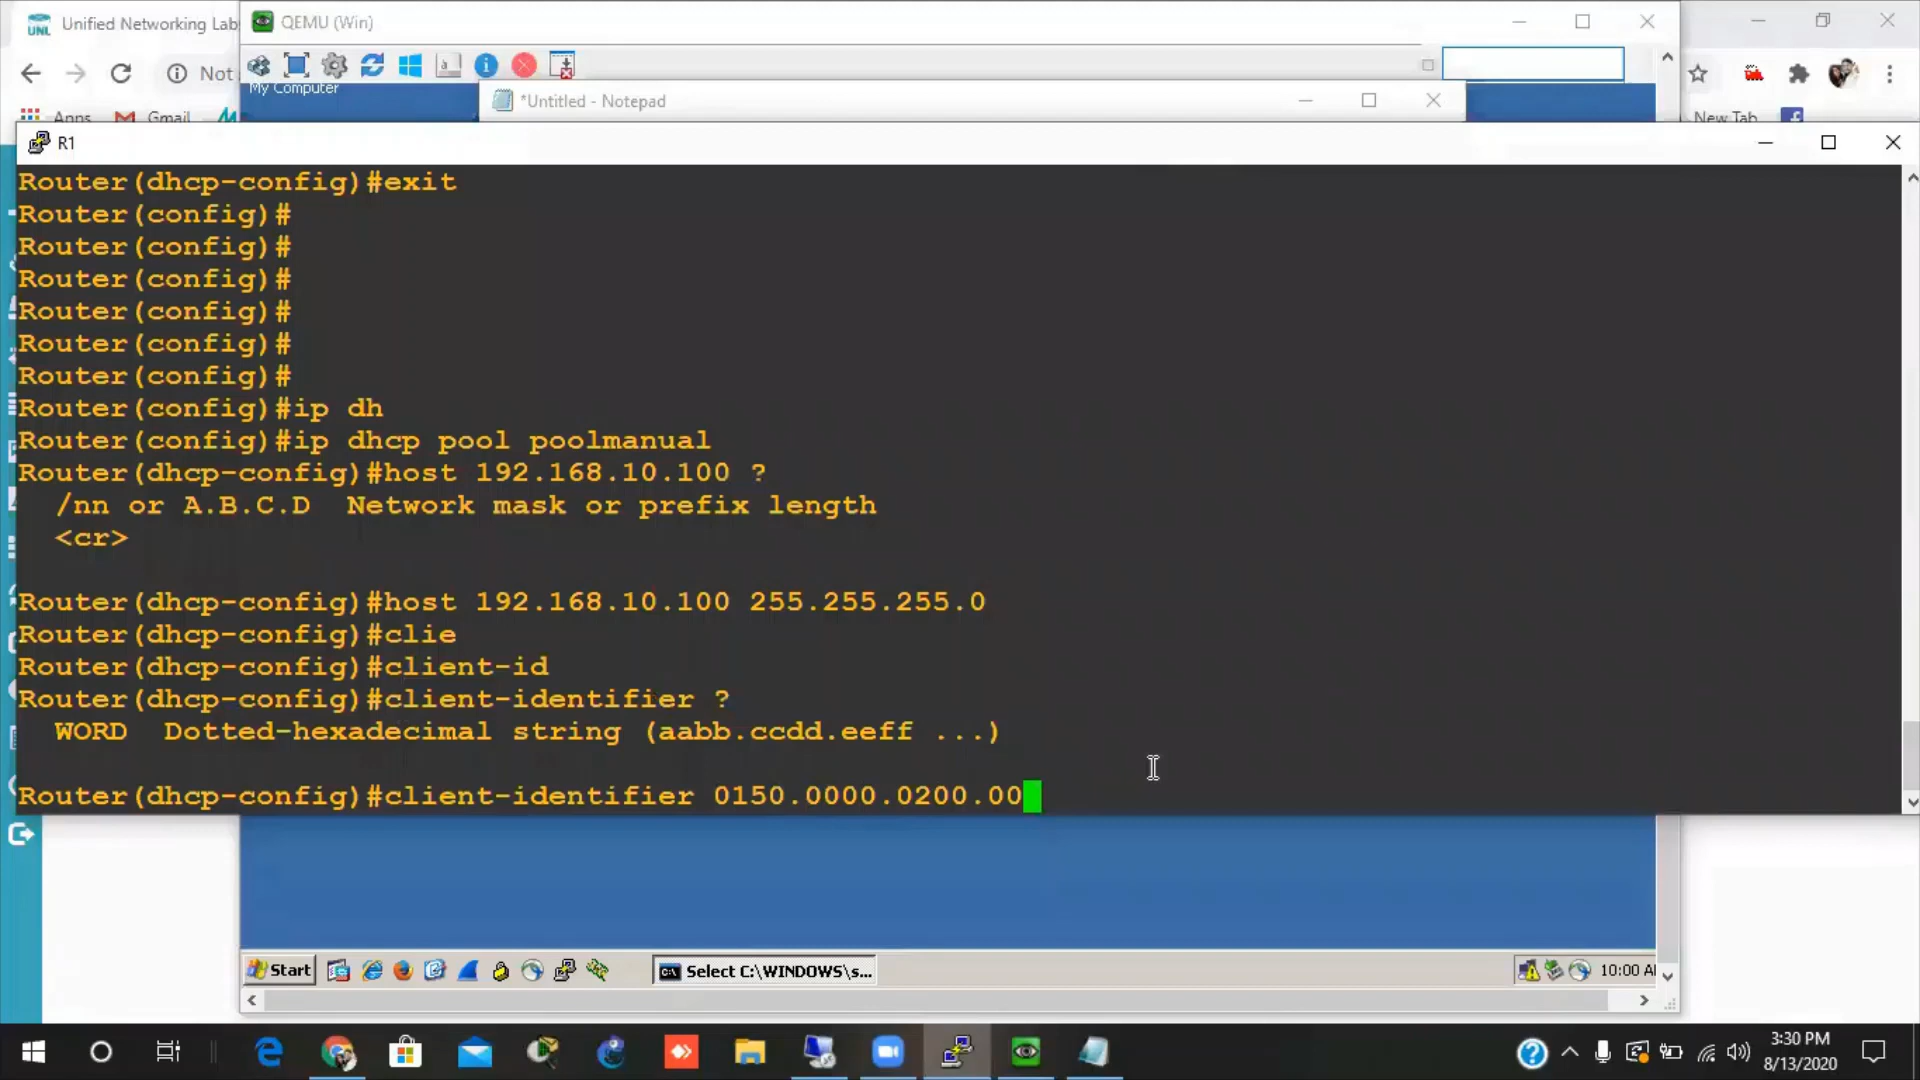 Unified Networking Lab
QEMU (Win)
Not
My Computer
*Untitled - Notepad
Apps Gmail
New Tab
R1
Router(dhcp-config)#exit
Router(config)#
Router(config)#
Router(config)#
Router(config)#
Router(config)#
Router(config)#
Router(config)#ip dh
Router(config)#ip dhcp pool poolmanual
Router(dhcp-config)#host 192.168.10.100 ?
/nn or A.B.C.D Network mask or prefix length
<cr>
Router(dhcp-config)#host 192.168.10.100 255.255.255.0
Router(dhcp-config)#clie
Router(dhcp-config)#client-id
Router(dhcp-config)#client-identifier ?
WORD Dotted-hexadecimal string (aabb.ccdd.eeff ...)
Router(dhcp-config)#client-identifier 0150.0000.0200.00
Start
Select C:\WINDOWS\s...
10:00 AM
3:30 PM
8/13/2020